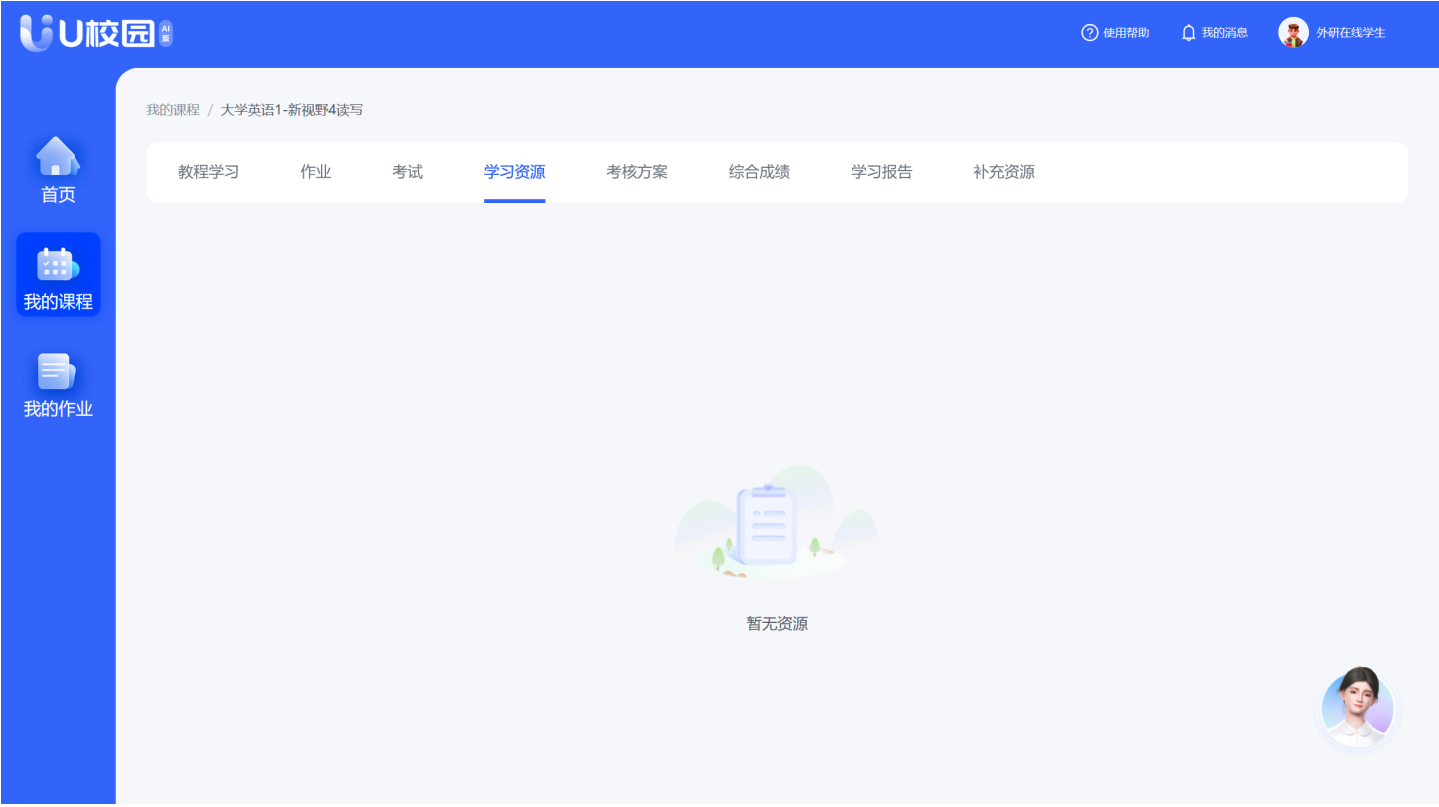 U校园 AI版
使用帮助 我的消息 外研在线学生
我的课程 / 大学英语1-新视野4读写
教程学习 作业 考试 学习资源 考核方案 综合成绩 学习报告 补充资源
首页
我的课程
我的作业
暂无资源